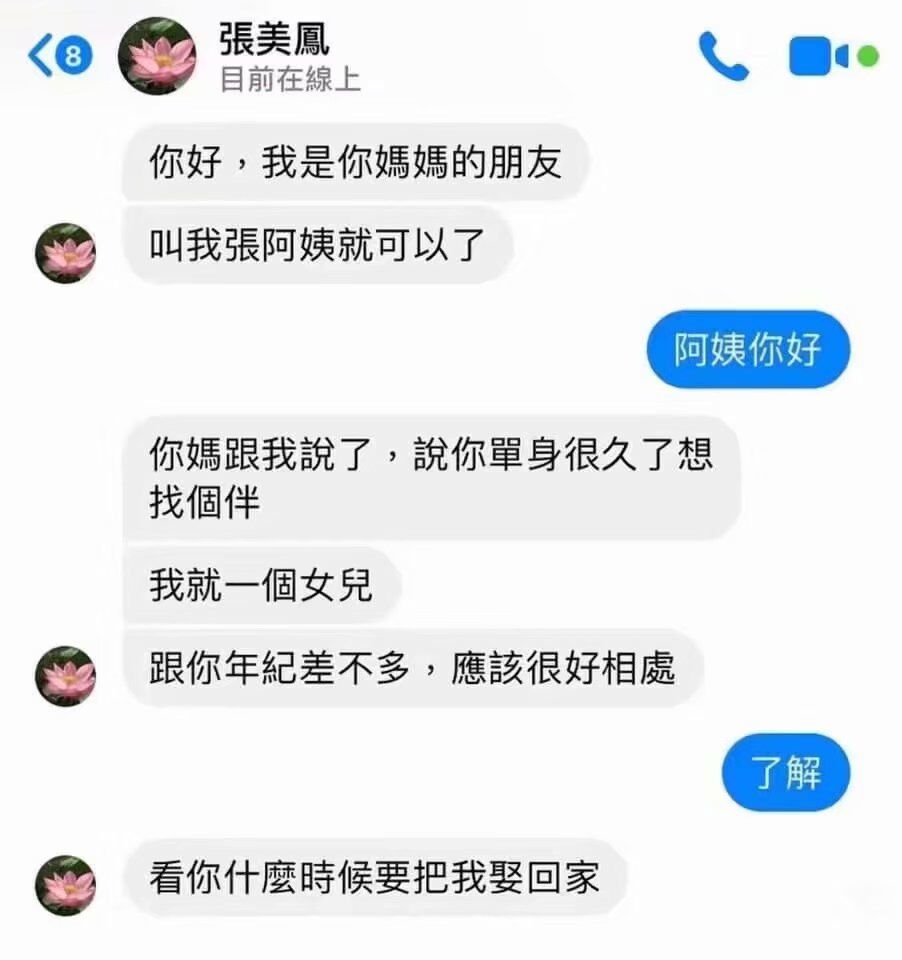 8
張美鳳
目前在線上
你好，我是你媽媽的朋友
叫我張阿姨就可以了
阿姨你好
你媽跟我說了，說你單身很久了想
找個伴
我就一個女兒
跟你年紀差不多，應該很好相處
了解
看你什麼時候要把我娶回家